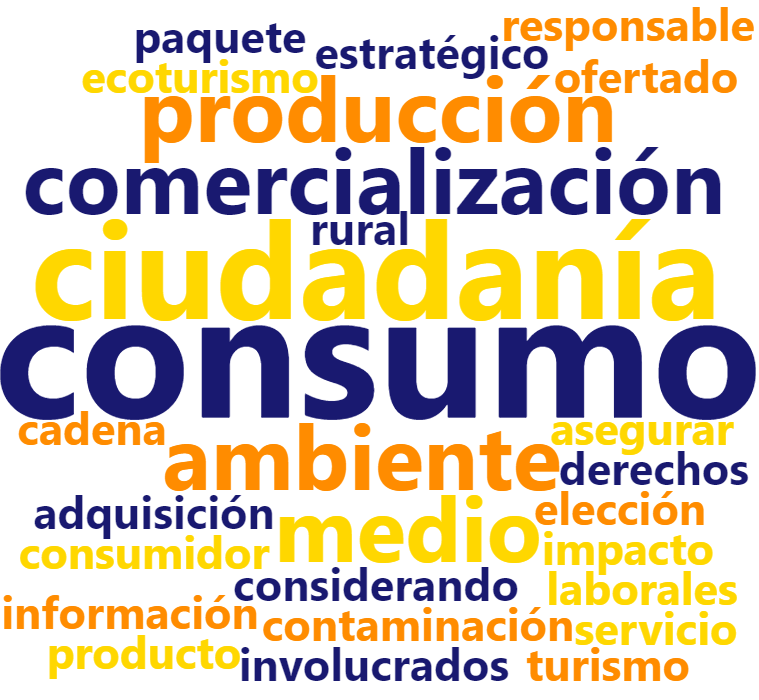 responsable
paquete
estratégico
ecoturismo
ofertado
producción
comercialización
rural
ciudadanía
consumo
cadena
asegurar
ambiente
derechos
adquisición
elección
medio
consumidor
impacto
considerando
laborales
información
contaminación
servicio
producto
involucrados
turismo